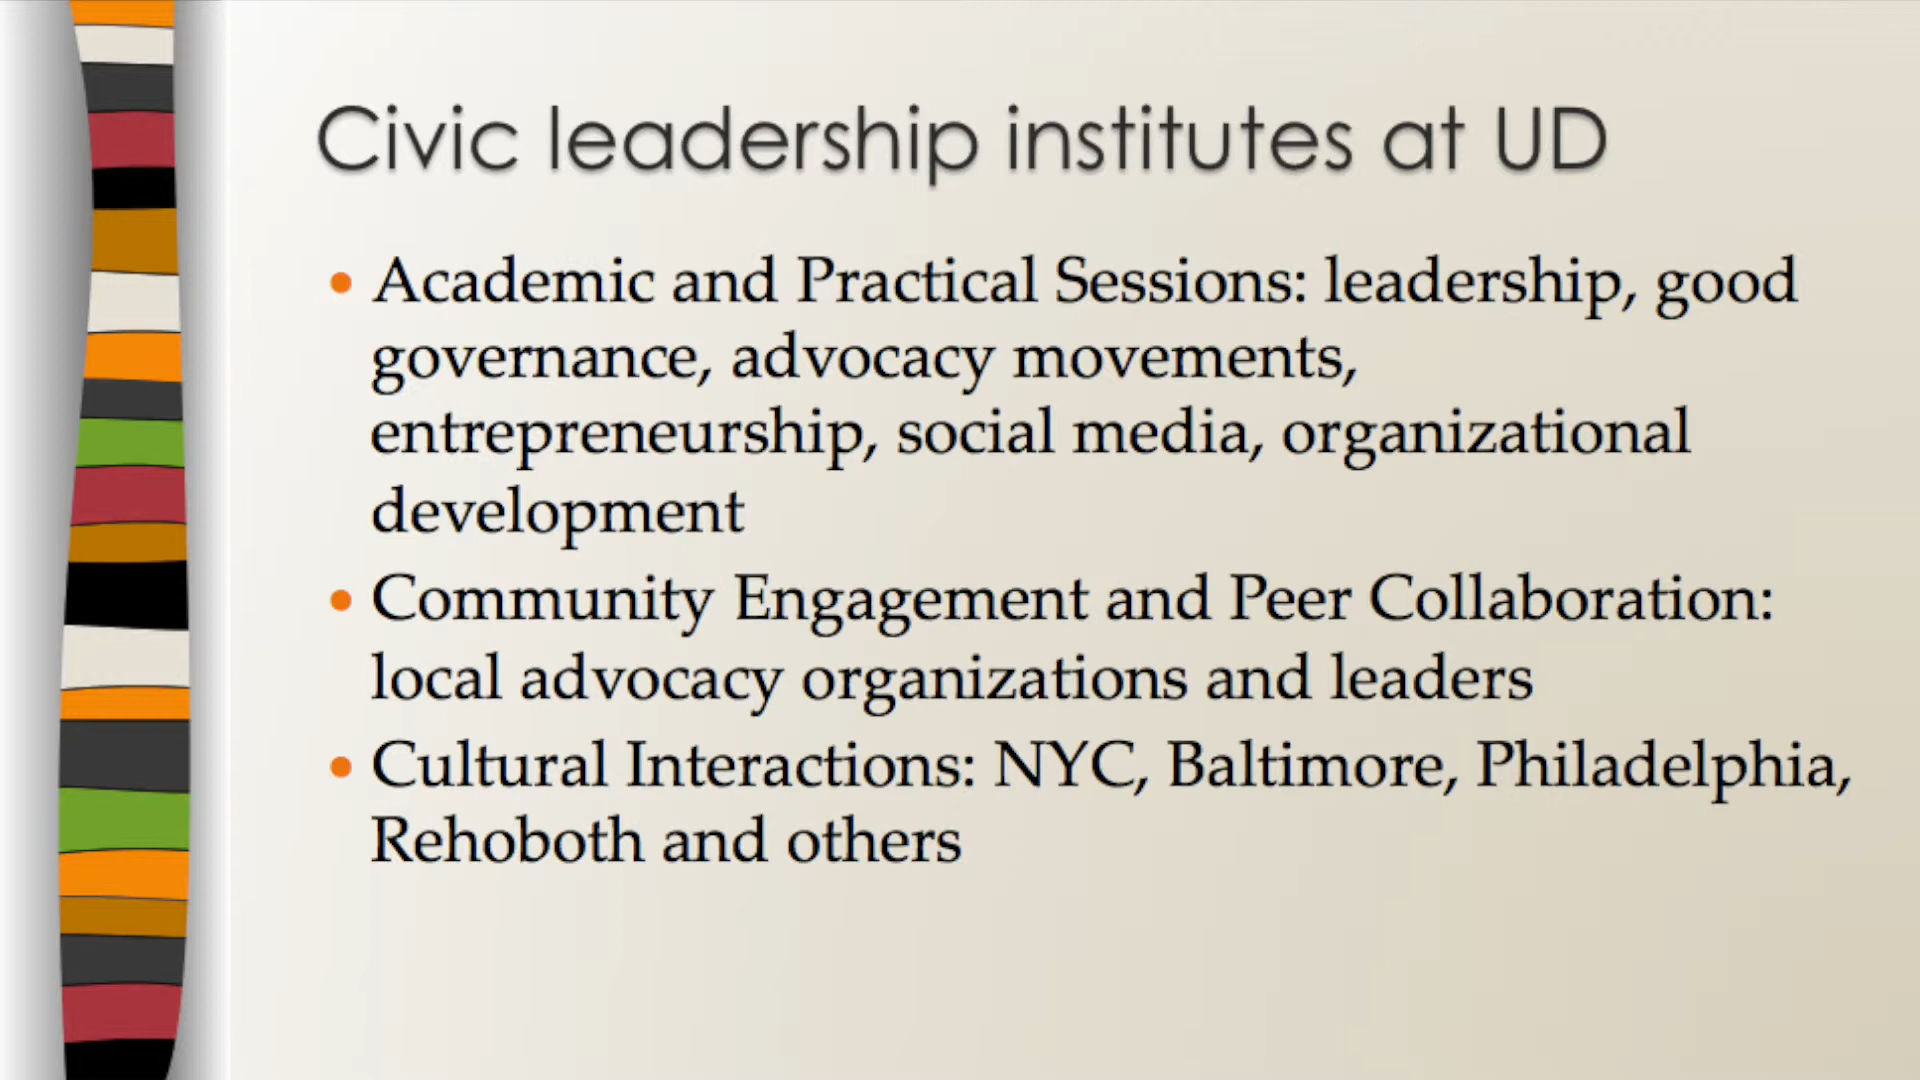 Civic leadership institutes at UD
• Academic and Practical Sessions: leadership, good
governance, advocacy movements,
entrepreneurship, social media, organizational
development
• Community Engagement and Peer Collaboration:
local advocacy organizations and leaders
• Cultural Interactions: NYC, Baltimore, Philadelphia,
Rehoboth and others